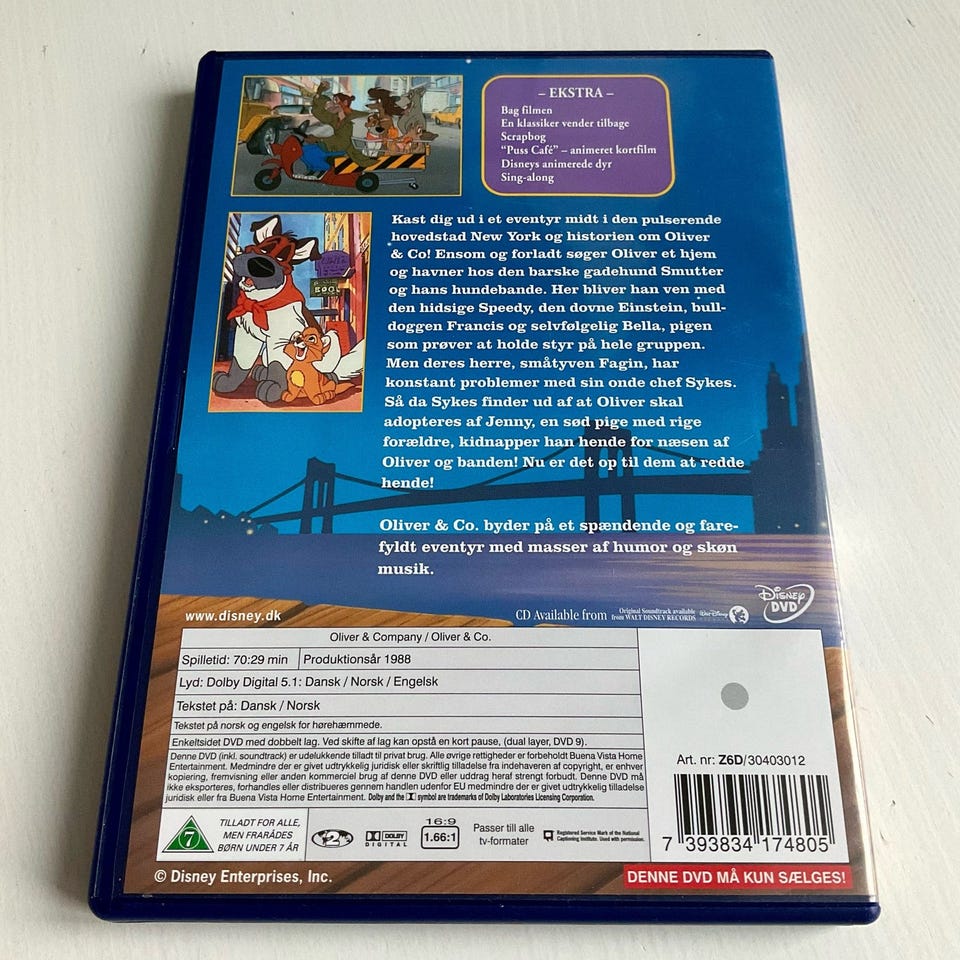 – EKSTRA –
Bag filmen
En klassiker vender tilbage
Scrapbog
"Puss Café" – animeret kortfilm
Disneys animerede dyr
Sing-along
Kast dig ud i et eventyr midt i den pulserende
hovedstad New York og historien om Oliver
& Co! Ensom og forladt søger Oliver et hjem
og havner hos den barske gadehund Smutter
og hans hundebande. Her bliver han ven med
den hidsige Speedy, den dovne Einstein, bull-
doggen Francis og selvfølgelig Bella, pigen
som prøver at holde styr på hele gruppen.
Men deres herre, småtyven Fagin, har
konstant problemer med sin onde chef Sykes.
Så da Sykes finder ud af at Oliver skal
adopteres af Jenny, en sød pige med rige
forældre, kidnapper han hende for næsen af
Oliver og banden! Nu er det op til dem at redde
hende!
Oliver & Co. byder på et spændende og fare-
fyldt eventyr med masser af humor og skøn
musik.
www.disney.dk
CD Available from
Original Soundtrack available
from WALT DISNEY RECORDS
Walt Disney
Disney
DVD
Oliver & Company / Oliver & Co.
Spilletid: 70:29 min
Produktionsår 1988
Lyd: Dolby Digital 5.1: Dansk / Norsk / Engelsk
Tekstet på: Dansk / Norsk
Tekstet på norsk og engelsk for hørehæmmede.
Enkeltsidet DVD med dobbelt lag. Ved skifte af lag kan opstå en kort pause, (dual layer, DVD 9).
Denne DVD (inkl. soundtrack) er udelukkende tilladt til privat brug. Alle øvrige rettigheder er forbeholdt Buena Vista Home
Entertainment. Medmindre der er givet udtrykkelig juridisk eller skriftlig tilladelse fra indehaveren af copyright, er enhver
kopiering, fremvisning eller anden kommerciel brug af denne DVD eller uddrag heraf strengt forbudt. Denne DVD må
ikke eksporteres, forhandles eller distribueres gennem handlen udenfor EU medmindre der er givet udtrykkelig tilladelse
juridisk eller fra Buena Vista Home Entertainment. Dolby and the symbol are trademarks of Dolby Laboratories Licensing Corporation.
Art. nr: Z6D/30403012
7
TILLADT FOR ALLE,
MEN FRARÅDES
BØRN UNDER 7 ÅR
2
DOLBY
DIGITAL
16:9
1.66:1
Passer til alle
tv-formater
Registered Service Mark of the National
Captioning Institute. Used with permission.
7 393834 174805
© Disney Enterprises, Inc.
DENNE DVD MÅ KUN SÆLGES!